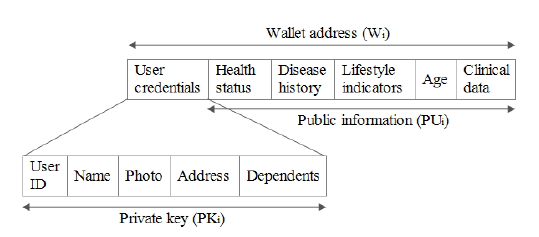 Wallet address (Wᵢ)
User credentials
Health status
Disease history
Lifestyle indicators
Age
Clinical data
Public information (PUᵢ)
User ID
Name
Photo
Address
Dependents
Private key (PKᵢ)